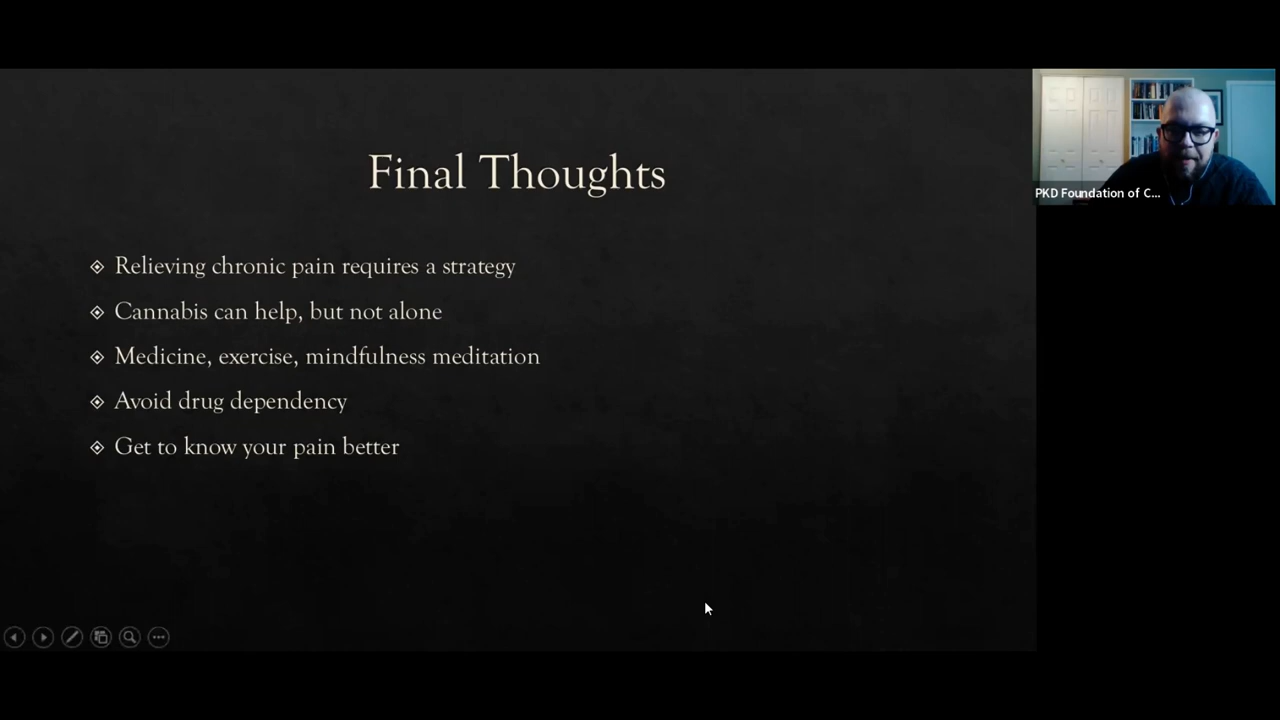 Final Thoughts
Relieving chronic pain requires a strategy
Cannabis can help, but not alone
Medicine, exercise, mindfulness meditation
Avoid drug dependency
Get to know your pain better
PKD Foundation of C...